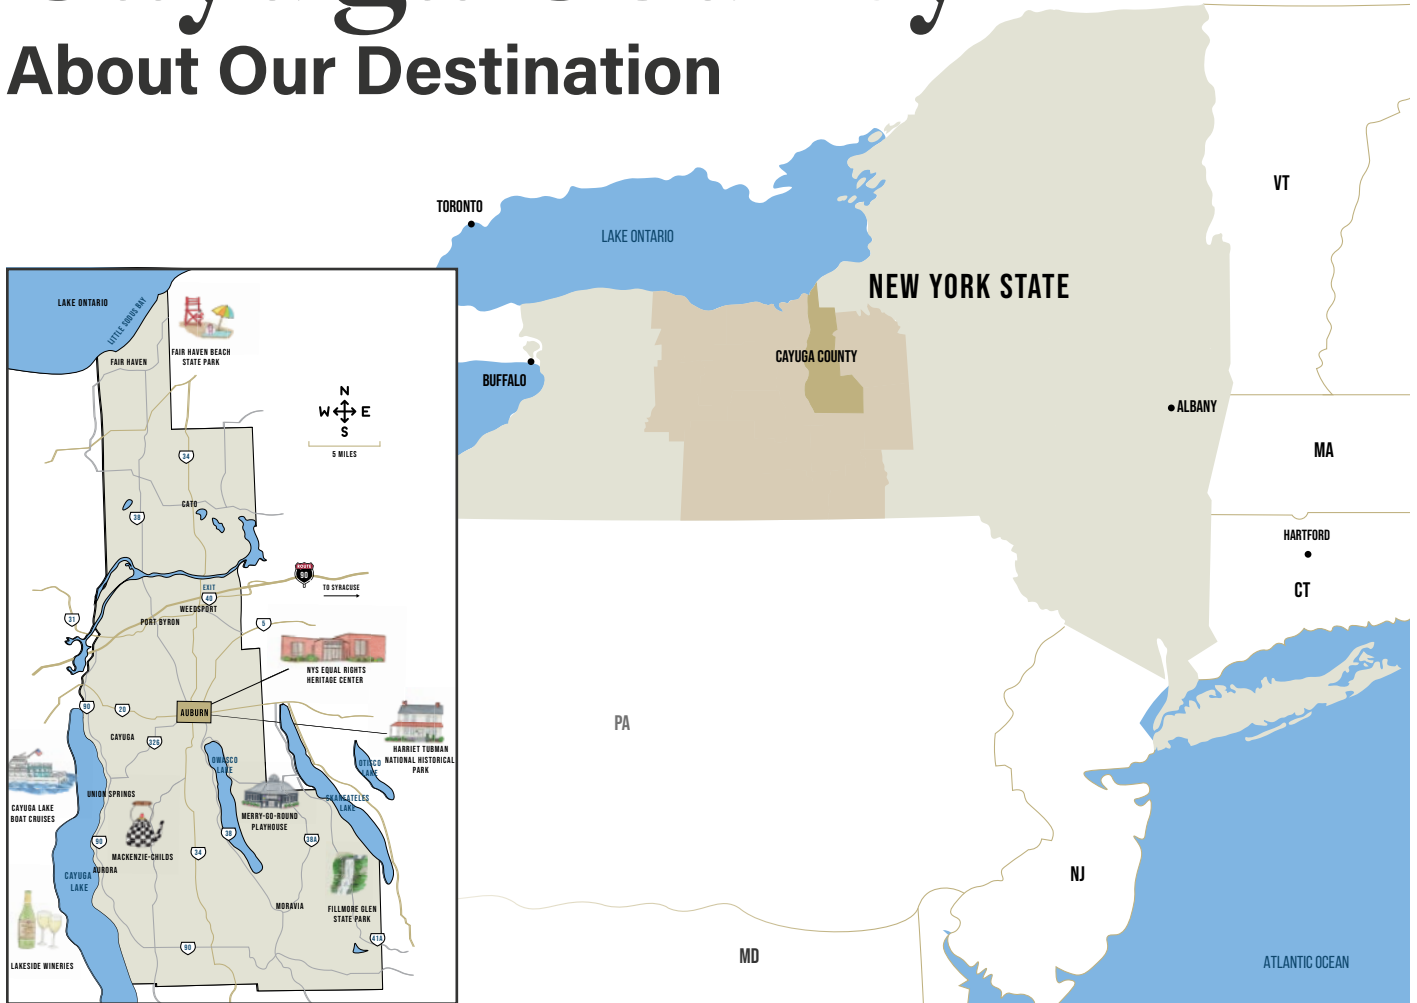 About Our Destination
TORONTO
LAKE ONTARIO
NEW YORK STATE
VT
CAYUGA COUNTY
BUFFALO
ALBANY
MA
HARTFORD
CT
PA
NJ
MD
ATLANTIC OCEAN
LAKE ONTARIO
LITTLE SODUS BAY
FAIR HAVEN
FAIR HAVEN BEACH
STATE PARK
N
W E
S
5 MILES
34
CATO
38
ROUTE
90
TO SYRACUSE
EXIT
40
WEEDSPORT
PORT BYRON
31
5
NYS EQUAL RIGHTS
HERITAGE CENTER
90
20
AUBURN
CAYUGA
326
HARRIET TUBMAN
NATIONAL HISTORICAL
PARK
OWASCO
LAKE
OTISCO
LAKE
SKANEATELES
LAKE
UNION SPRINGS
CAYUGA LAKE
BOAT CRUISES
MERRY-GO-ROUND
PLAYHOUSE
38
38A
90
MACKENZIE-CHILDS
34
AURORA
CAYUGA
LAKE
MORAVIA
FILLMORE GLEN
STATE PARK
41A
90
LAKESIDE WINERIES